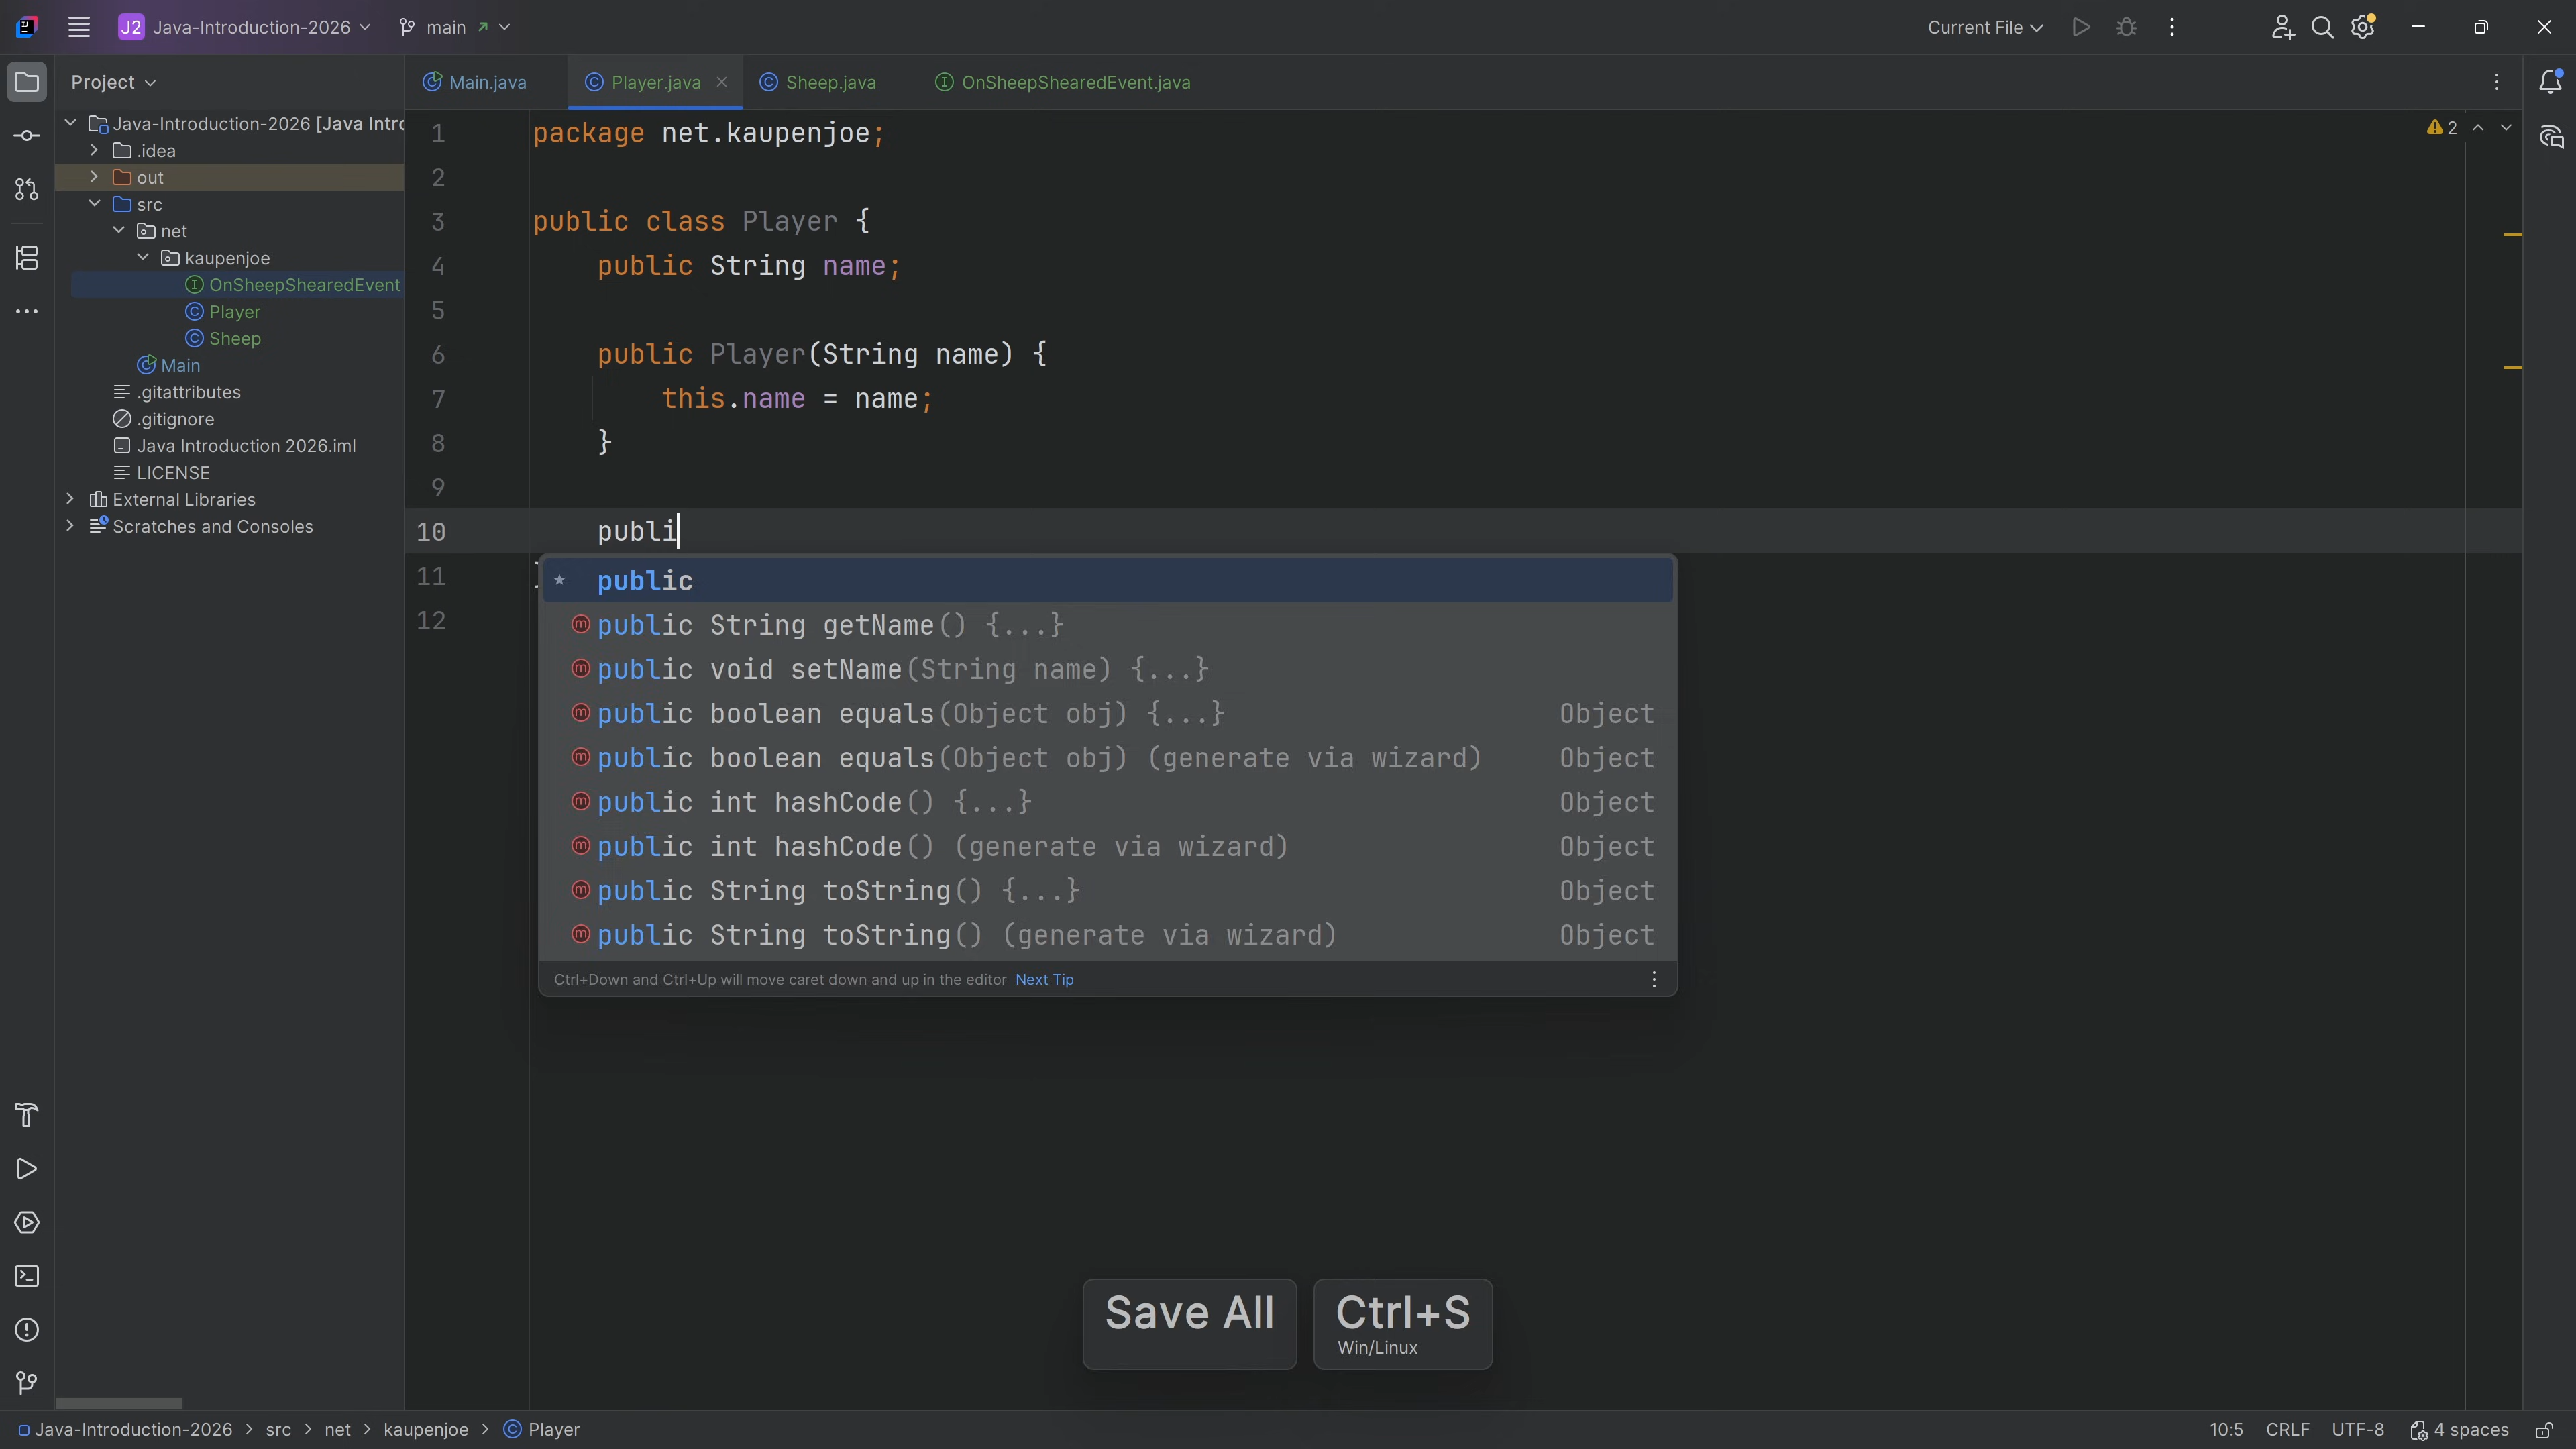 J2 Java-Introduction-2026 main Current File
Project
Main.java Player.java Sheep.java OnSheepShearedEvent.java
Java-Introduction-2026 [Java Intr
.idea
out
src
net
kaupenjoe
OnSheepShearedEvent
Player
Sheep
Main
.gitattributes
.gitignore
Java Introduction 2026.iml
LICENSE
External Libraries
Scratches and Consoles
2
1 package net.kaupenjoe;
2
3 public class Player {
4 public String name;
5
6 public Player(String name) {
7 this.name = name;
8 }
9
10 publi
11
12
public
public String getName() {...}
public void setName(String name) {...}
public boolean equals(Object obj) {...} Object
public boolean equals(Object obj) (generate via wizard) Object
public int hashCode() {...} Object
public int hashCode() (generate via wizard) Object
public String toString() {...} Object
public String toString() (generate via wizard) Object
Ctrl+Down and Ctrl+Up will move caret down and up in the editor Next Tip
Save All Ctrl+S
Win/Linux
Java-Introduction-2026 > src > net > kaupenjoe > Player 10:5 CRLF UTF-8 4 spaces